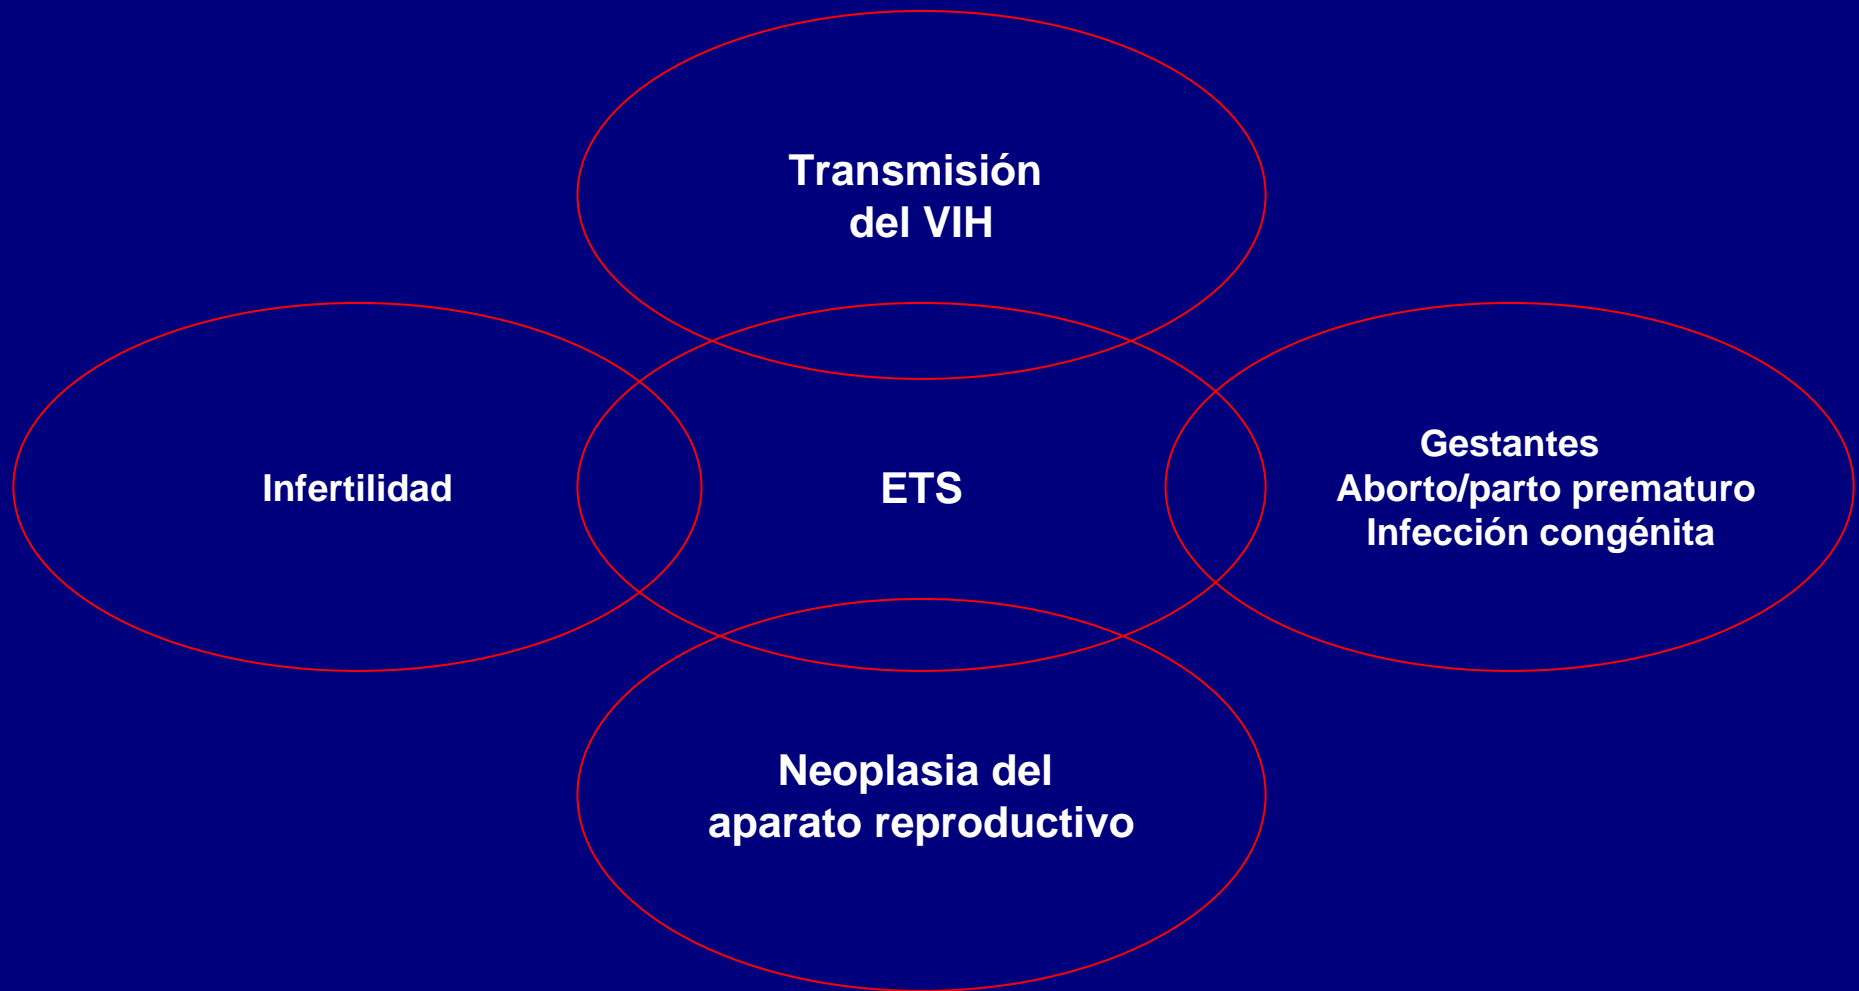 Transmisión
del VIH
Infertilidad
ETS
Gestantes
Aborto/parto prematuro
Infección congénita
Neoplasia del
aparato reproductivo